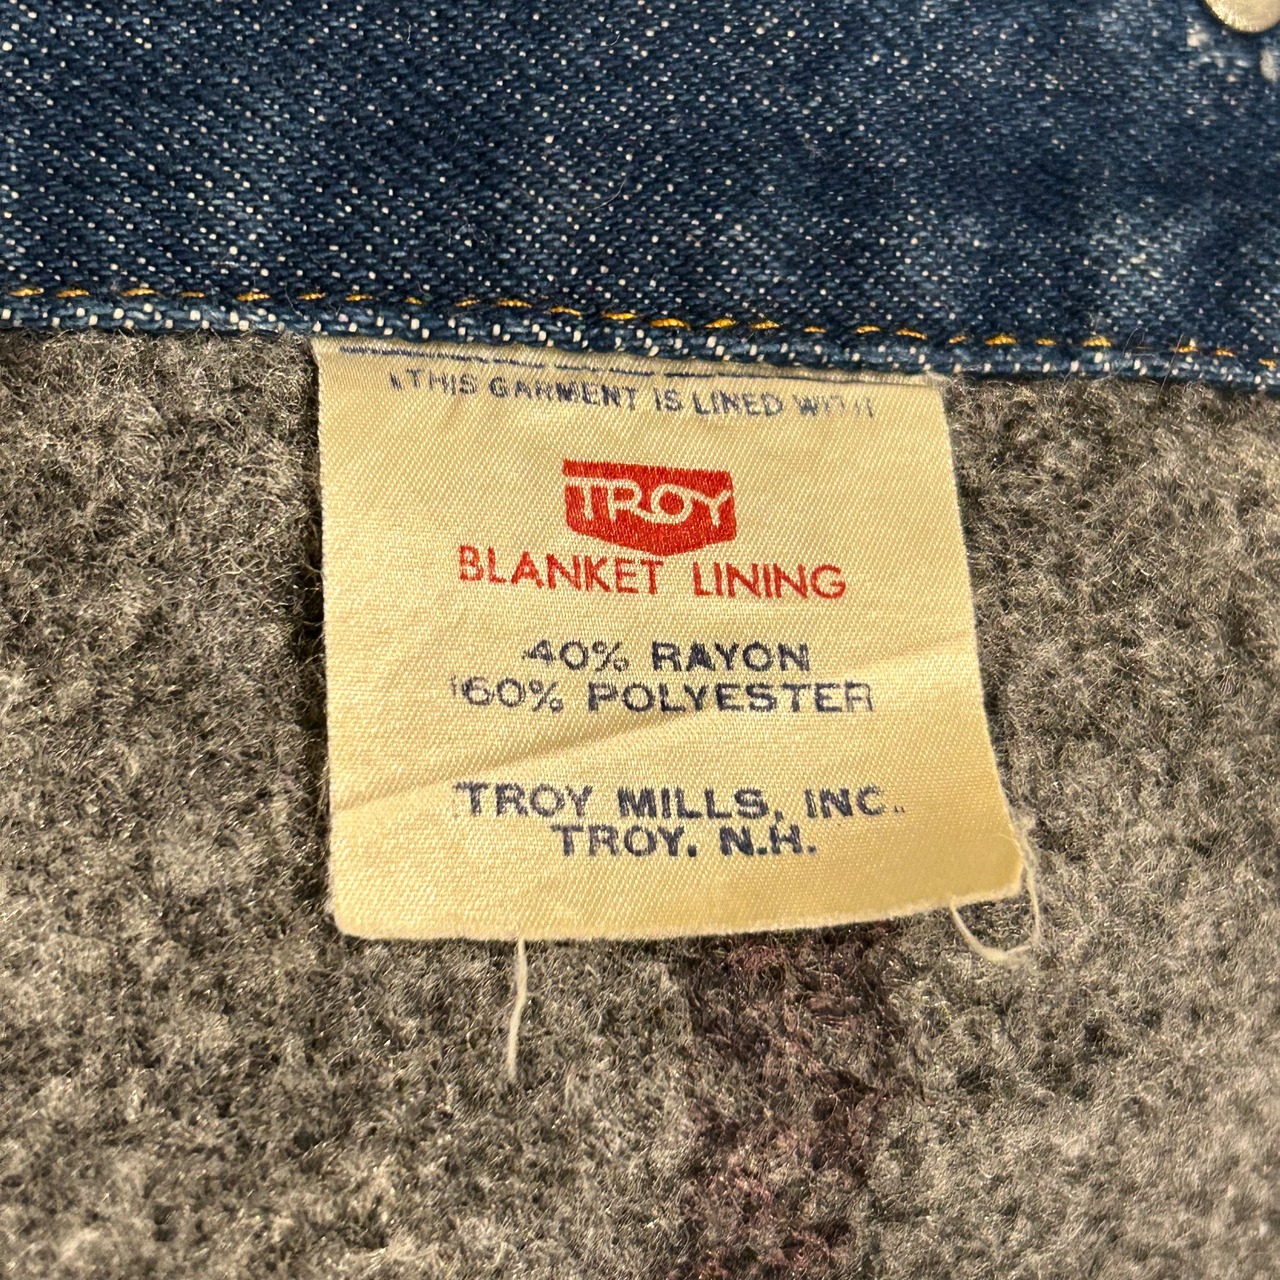 THIS GARMENT IS LINED WITH
TROY
BLANKET LINING
40% RAYON
60% POLYESTER
TROY MILLS, INC.
TROY. N.H.